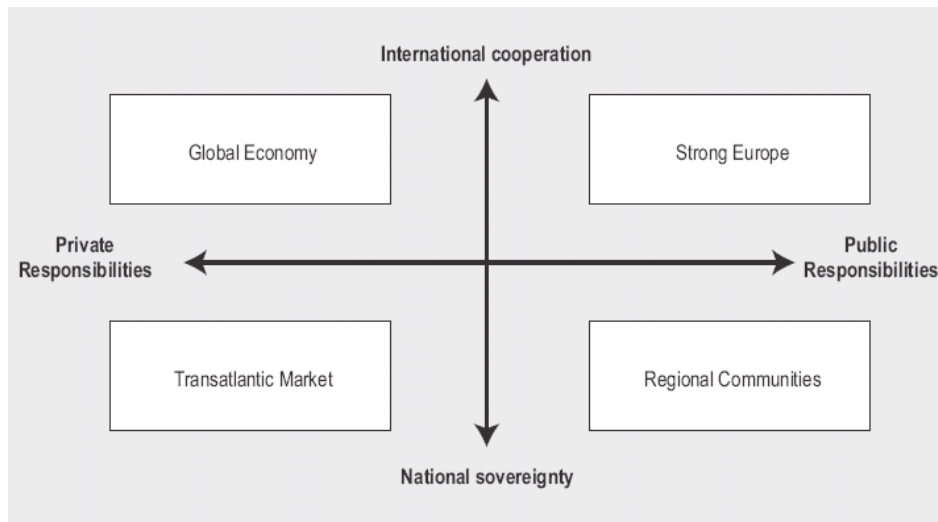 International cooperation
Global Economy
Strong Europe
Private
Responsibilities
Public
Responsibilities
Transatlantic Market
Regional Communities
National sovereignty